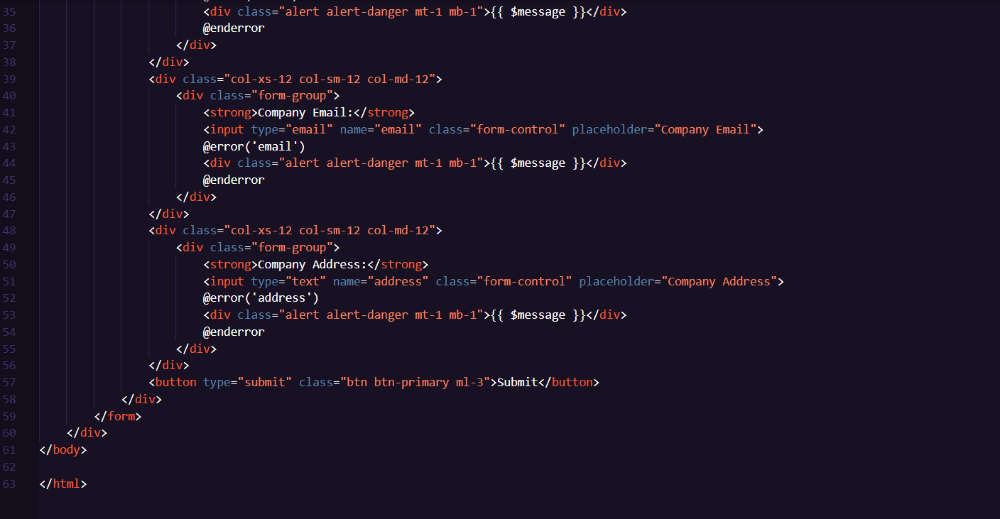 35 <div class="alert alert-danger mt-1 mb-1">{{ $message }}</div>
36 @enderror
37 </div>
38 </div>
39 <div class="col-xs-12 col-sm-12 col-md-12">
40 <div class="form-group">
41 <strong>Company Email:</strong>
42 <input type="email" name="email" class="form-control" placeholder="Company Email">
43 @error('email')
44 <div class="alert alert-danger mt-1 mb-1">{{ $message }}</div>
45 @enderror
46 </div>
47 </div>
48 <div class="col-xs-12 col-sm-12 col-md-12">
49 <div class="form-group">
50 <strong>Company Address:</strong>
51 <input type="text" name="address" class="form-control" placeholder="Company Address">
52 @error('address')
53 <div class="alert alert-danger mt-1 mb-1">{{ $message }}</div>
54 @enderror
55 </div>
56 </div>
57 <button type="submit" class="btn btn-primary ml-3">Submit</button>
58 </div>
59 </form>
60 </div>
61 </body>
62
63 </html>